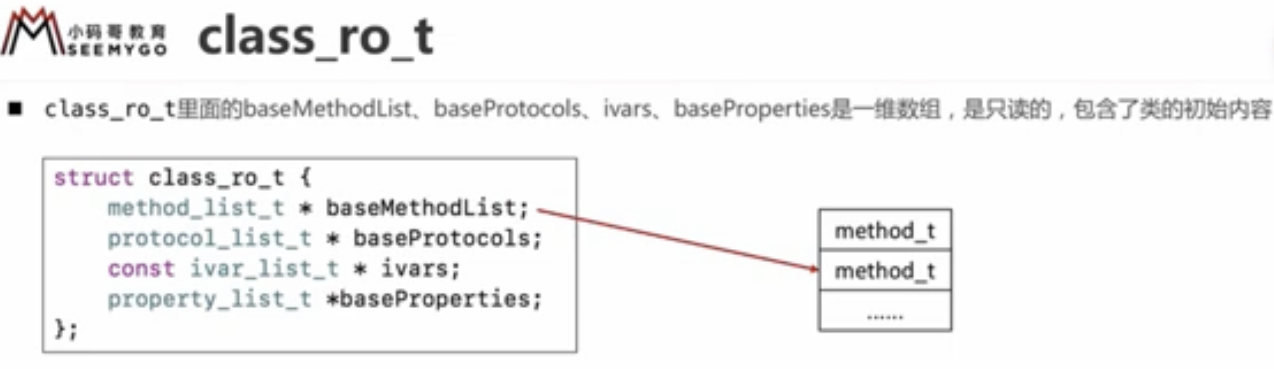 小码哥教育
SEEMYGO
class_ro_t
■ class_ro_t里面的baseMethodList、baseProtocols、ivars、baseProperties是一维数组，是只读的，包含了类的初始内容
struct class_ro_t {
method_list_t * baseMethodList;
protocol_list_t * baseProtocols;
const ivar_list_t * ivars;
property_list_t *baseProperties;
};
method_t
method_t
......